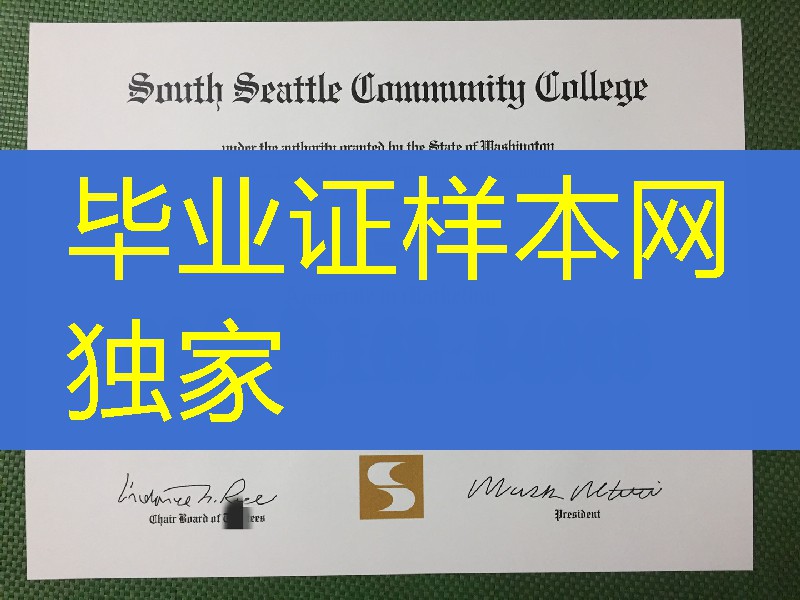 South Seattle Community College
under the authority granted by the State of Washington
毕业证样本网
独家
Chair Board of
President